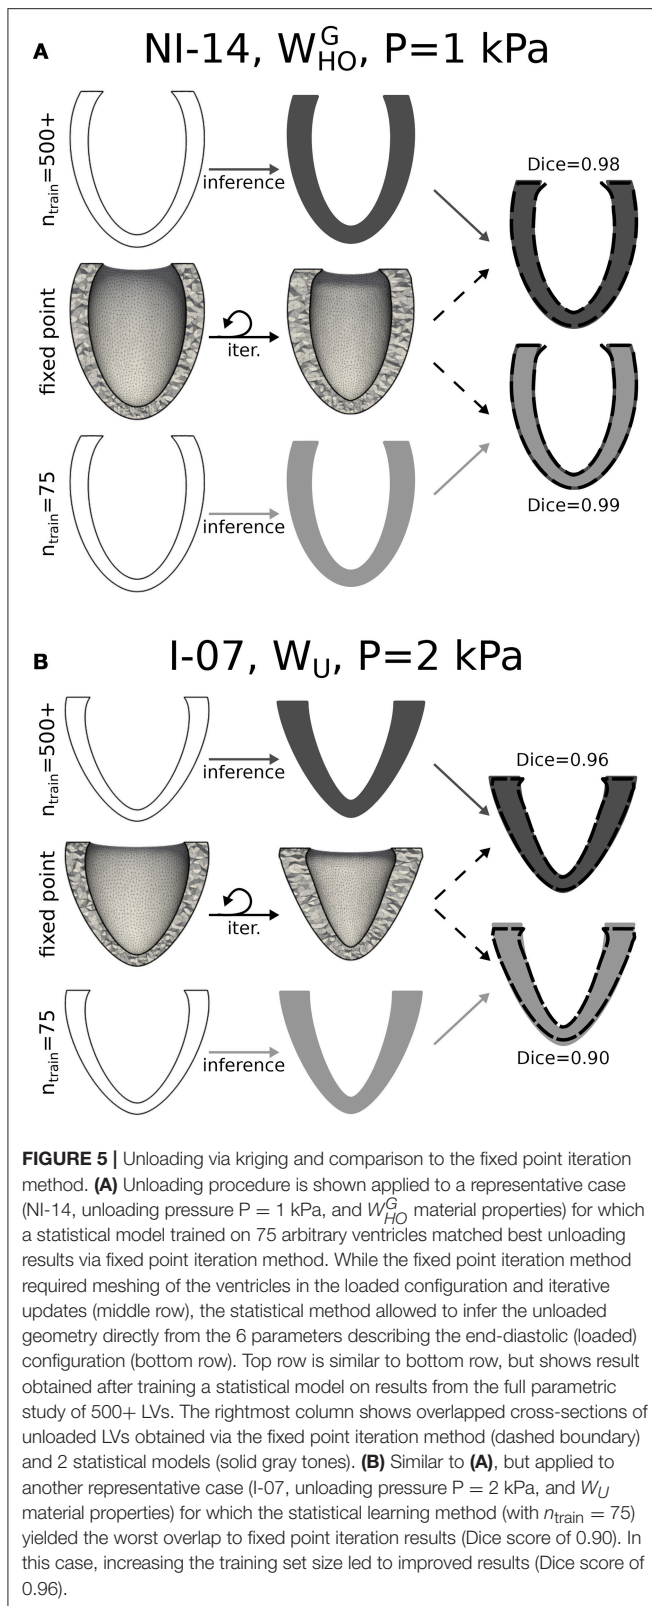 A
NI-14, W_HO^G, P=1 kPa
n_train=500+
inference
Dice=0.98
fixed point
iter.
n_train=75
inference
Dice=0.99
B
I-07, W_U, P=2 kPa
n_train=500+
inference
Dice=0.96
fixed point
iter.
n_train=75
inference
Dice=0.90
FIGURE 5 | Unloading via kriging and comparison to the fixed point iteration
method. (A) Unloading procedure is shown applied to a representative case
(NI-14, unloading pressure P = 1 kPa, and W_HO^G material properties) for which
a statistical model trained on 75 arbitrary ventricles matched best unloading
results via fixed point iteration method. While the fixed point iteration method
required meshing of the ventricles in the loaded configuration and iterative
updates (middle row), the statistical method allowed to infer the unloaded
geometry directly from the 6 parameters describing the end-diastolic (loaded)
configuration (bottom row). Top row is similar to bottom row, but shows result
obtained after training a statistical model on results from the full parametric
study of 500+ LVs. The rightmost column shows overlapped cross-sections of
unloaded LVs obtained via the fixed point iteration method (dashed boundary)
and 2 statistical models (solid gray tones). (B) Similar to (A), but applied to
another representative case (I-07, unloading pressure P = 2 kPa, and W_U
material properties) for which the statistical learning method (with n_train = 75)
yielded the worst overlap to fixed point iteration results (Dice score of 0.90). In
this case, increasing the training set size led to improved results (Dice score of
0.96).